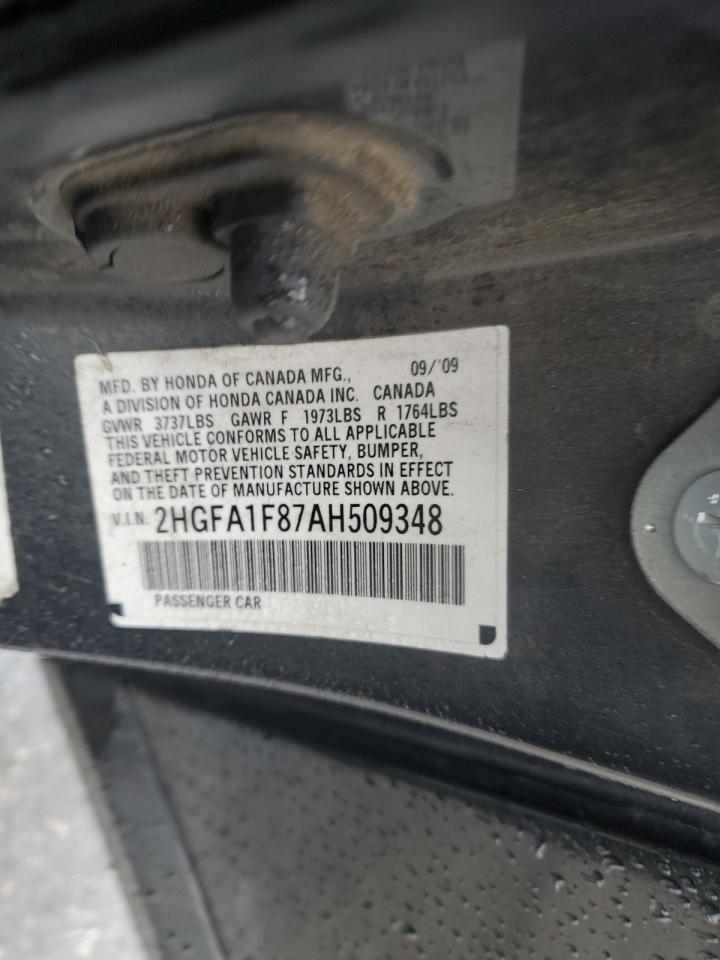 MFD. BY HONDA OF CANADA MFG., 09/'09
A DIVISION OF HONDA CANADA INC. CANADA
GVWR 3737LBS GAWR F 1973LBS R 1764LBS
THIS VEHICLE CONFORMS TO ALL APPLICABLE
FEDERAL MOTOR VEHICLE SAFETY, BUMPER,
AND THEFT PREVENTION STANDARDS IN EFFECT
ON THE DATE OF MANUFACTURE SHOWN ABOVE.
V.I.N: 2HGFA1F87AH509348
PASSENGER CAR